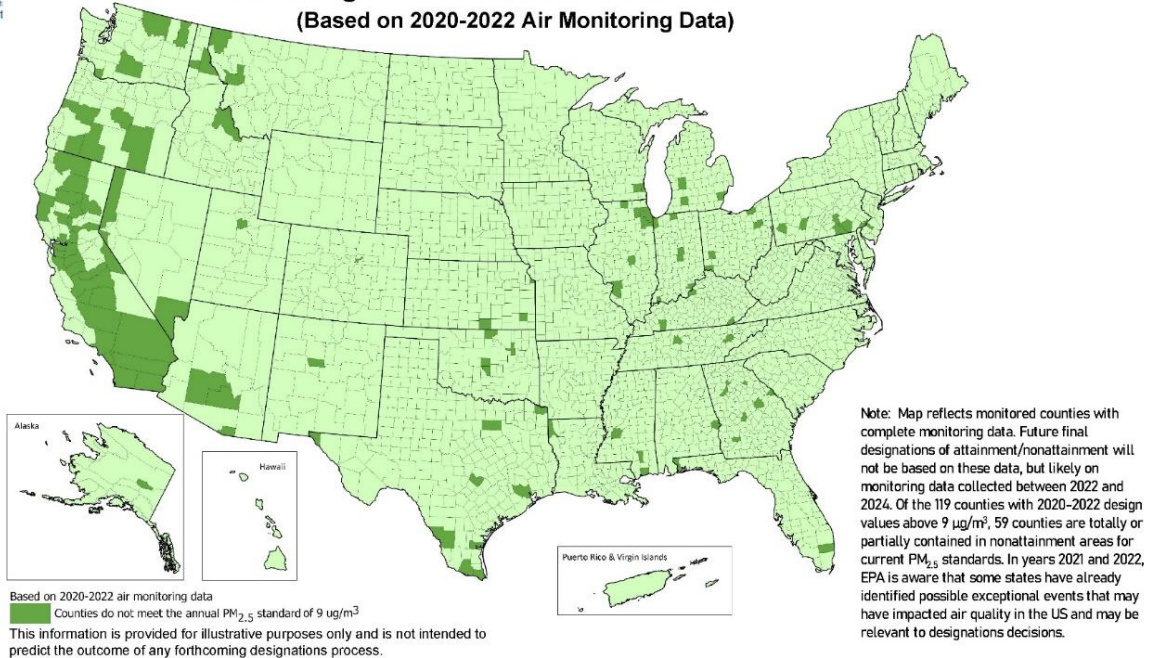 (Based on 2020-2022 Air Monitoring Data)
Alaska
Hawaii
Puerto Rico & Virgin Islands
Note: Map reflects monitored counties with
complete monitoring data. Future final
designations of attainment/nonattainment will
not be based on these data, but likely on
monitoring data collected between 2022 and
2024. Of the 119 counties with 2020-2022 design
values above 9 µg/m³, 59 counties are totally or
partially contained in nonattainment areas for
current PM₂.₅ standards. In years 2021 and 2022,
EPA is aware that some states have already
identified possible exceptional events that may
have impacted air quality in the US and may be
relevant to designations decisions.
Based on 2020-2022 air monitoring data
Counties do not meet the annual PM₂.₅ standard of 9 ug/m³
This information is provided for illustrative purposes only and is not intended to
predict the outcome of any forthcoming designations process.